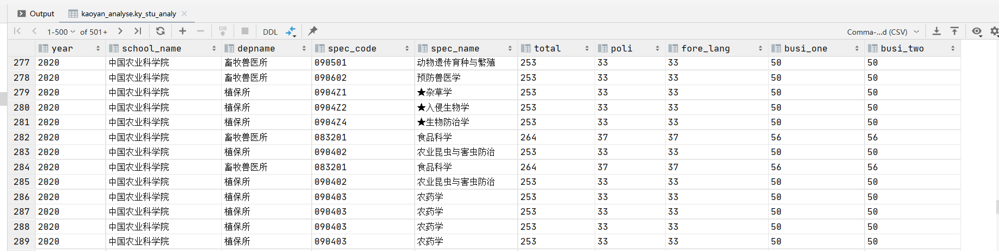 Output kaoyan_analyse.ky_stu_analy
1-500 of 501+ DB DDL Comma-...d (CSV)
year school_name depname spec_code spec_name total poli fore_lang busi_one busi_two
277 2020 中国农业科学院 畜牧兽医所 090501 动物遗传育种与繁殖 253 33 33 50 50
278 2020 中国农业科学院 畜牧兽医所 090602 预防兽医学 253 33 33 50 50
279 2020 中国农业科学院 植保所 0904Z1 ★杂草学 253 33 33 50 50
280 2020 中国农业科学院 植保所 0904Z2 ★入侵生物学 253 33 33 50 50
281 2020 中国农业科学院 植保所 0904Z4 ★生物防治学 253 33 33 50 50
282 2020 中国农业科学院 畜牧兽医所 083201 食品科学 264 37 37 56 56
283 2020 中国农业科学院 植保所 090402 农业昆虫与害虫防治 253 33 33 50 50
284 2020 中国农业科学院 畜牧兽医所 083201 食品科学 264 37 37 56 56
285 2020 中国农业科学院 植保所 090402 农业昆虫与害虫防治 253 33 33 50 50
286 2020 中国农业科学院 植保所 090403 农药学 253 33 33 50 50
287 2020 中国农业科学院 植保所 090403 农药学 253 33 33 50 50
288 2020 中国农业科学院 植保所 090403 农药学 253 33 33 50 50
289 2020 中国农业科学院 植保所 090403 农药学 253 33 33 50 50